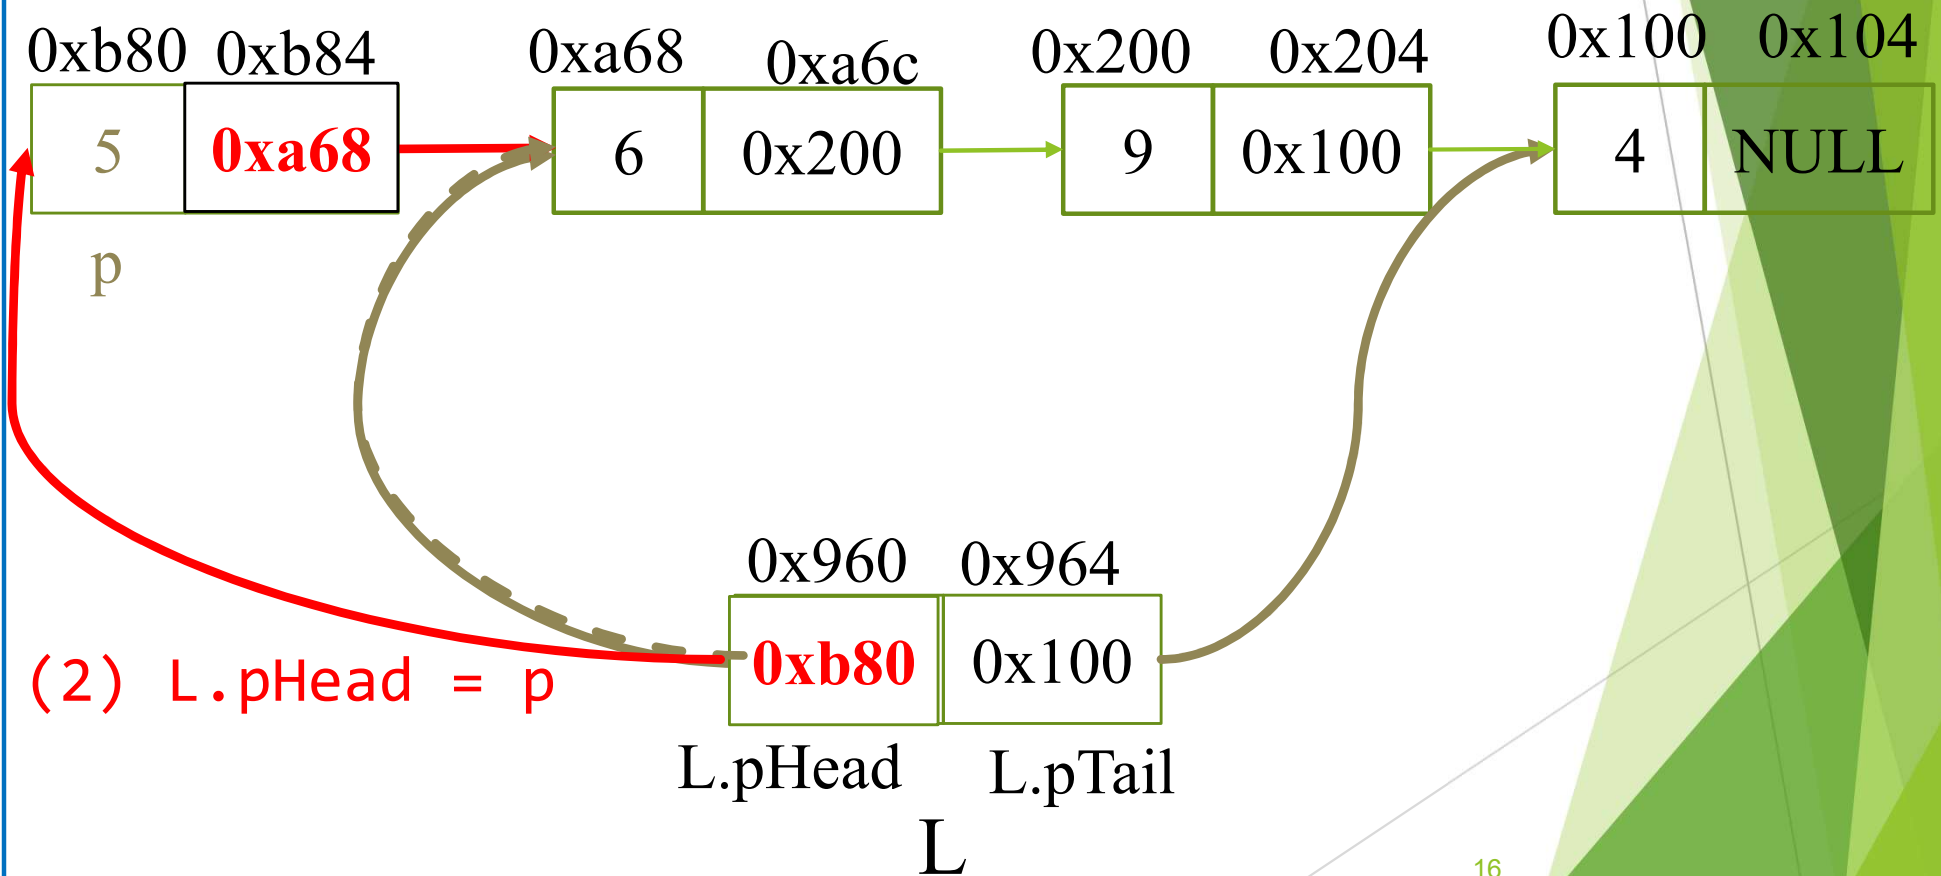 0xb80 0xb84 0xa68 0xa6c 0x200 0x204 0x100 0x104
5 0xa68 6 0x200 9 0x100 4 NULL
p
0x960 0x964
0xb80 0x100
(2) L.pHead = p
L.pHead L.pTail
L
16